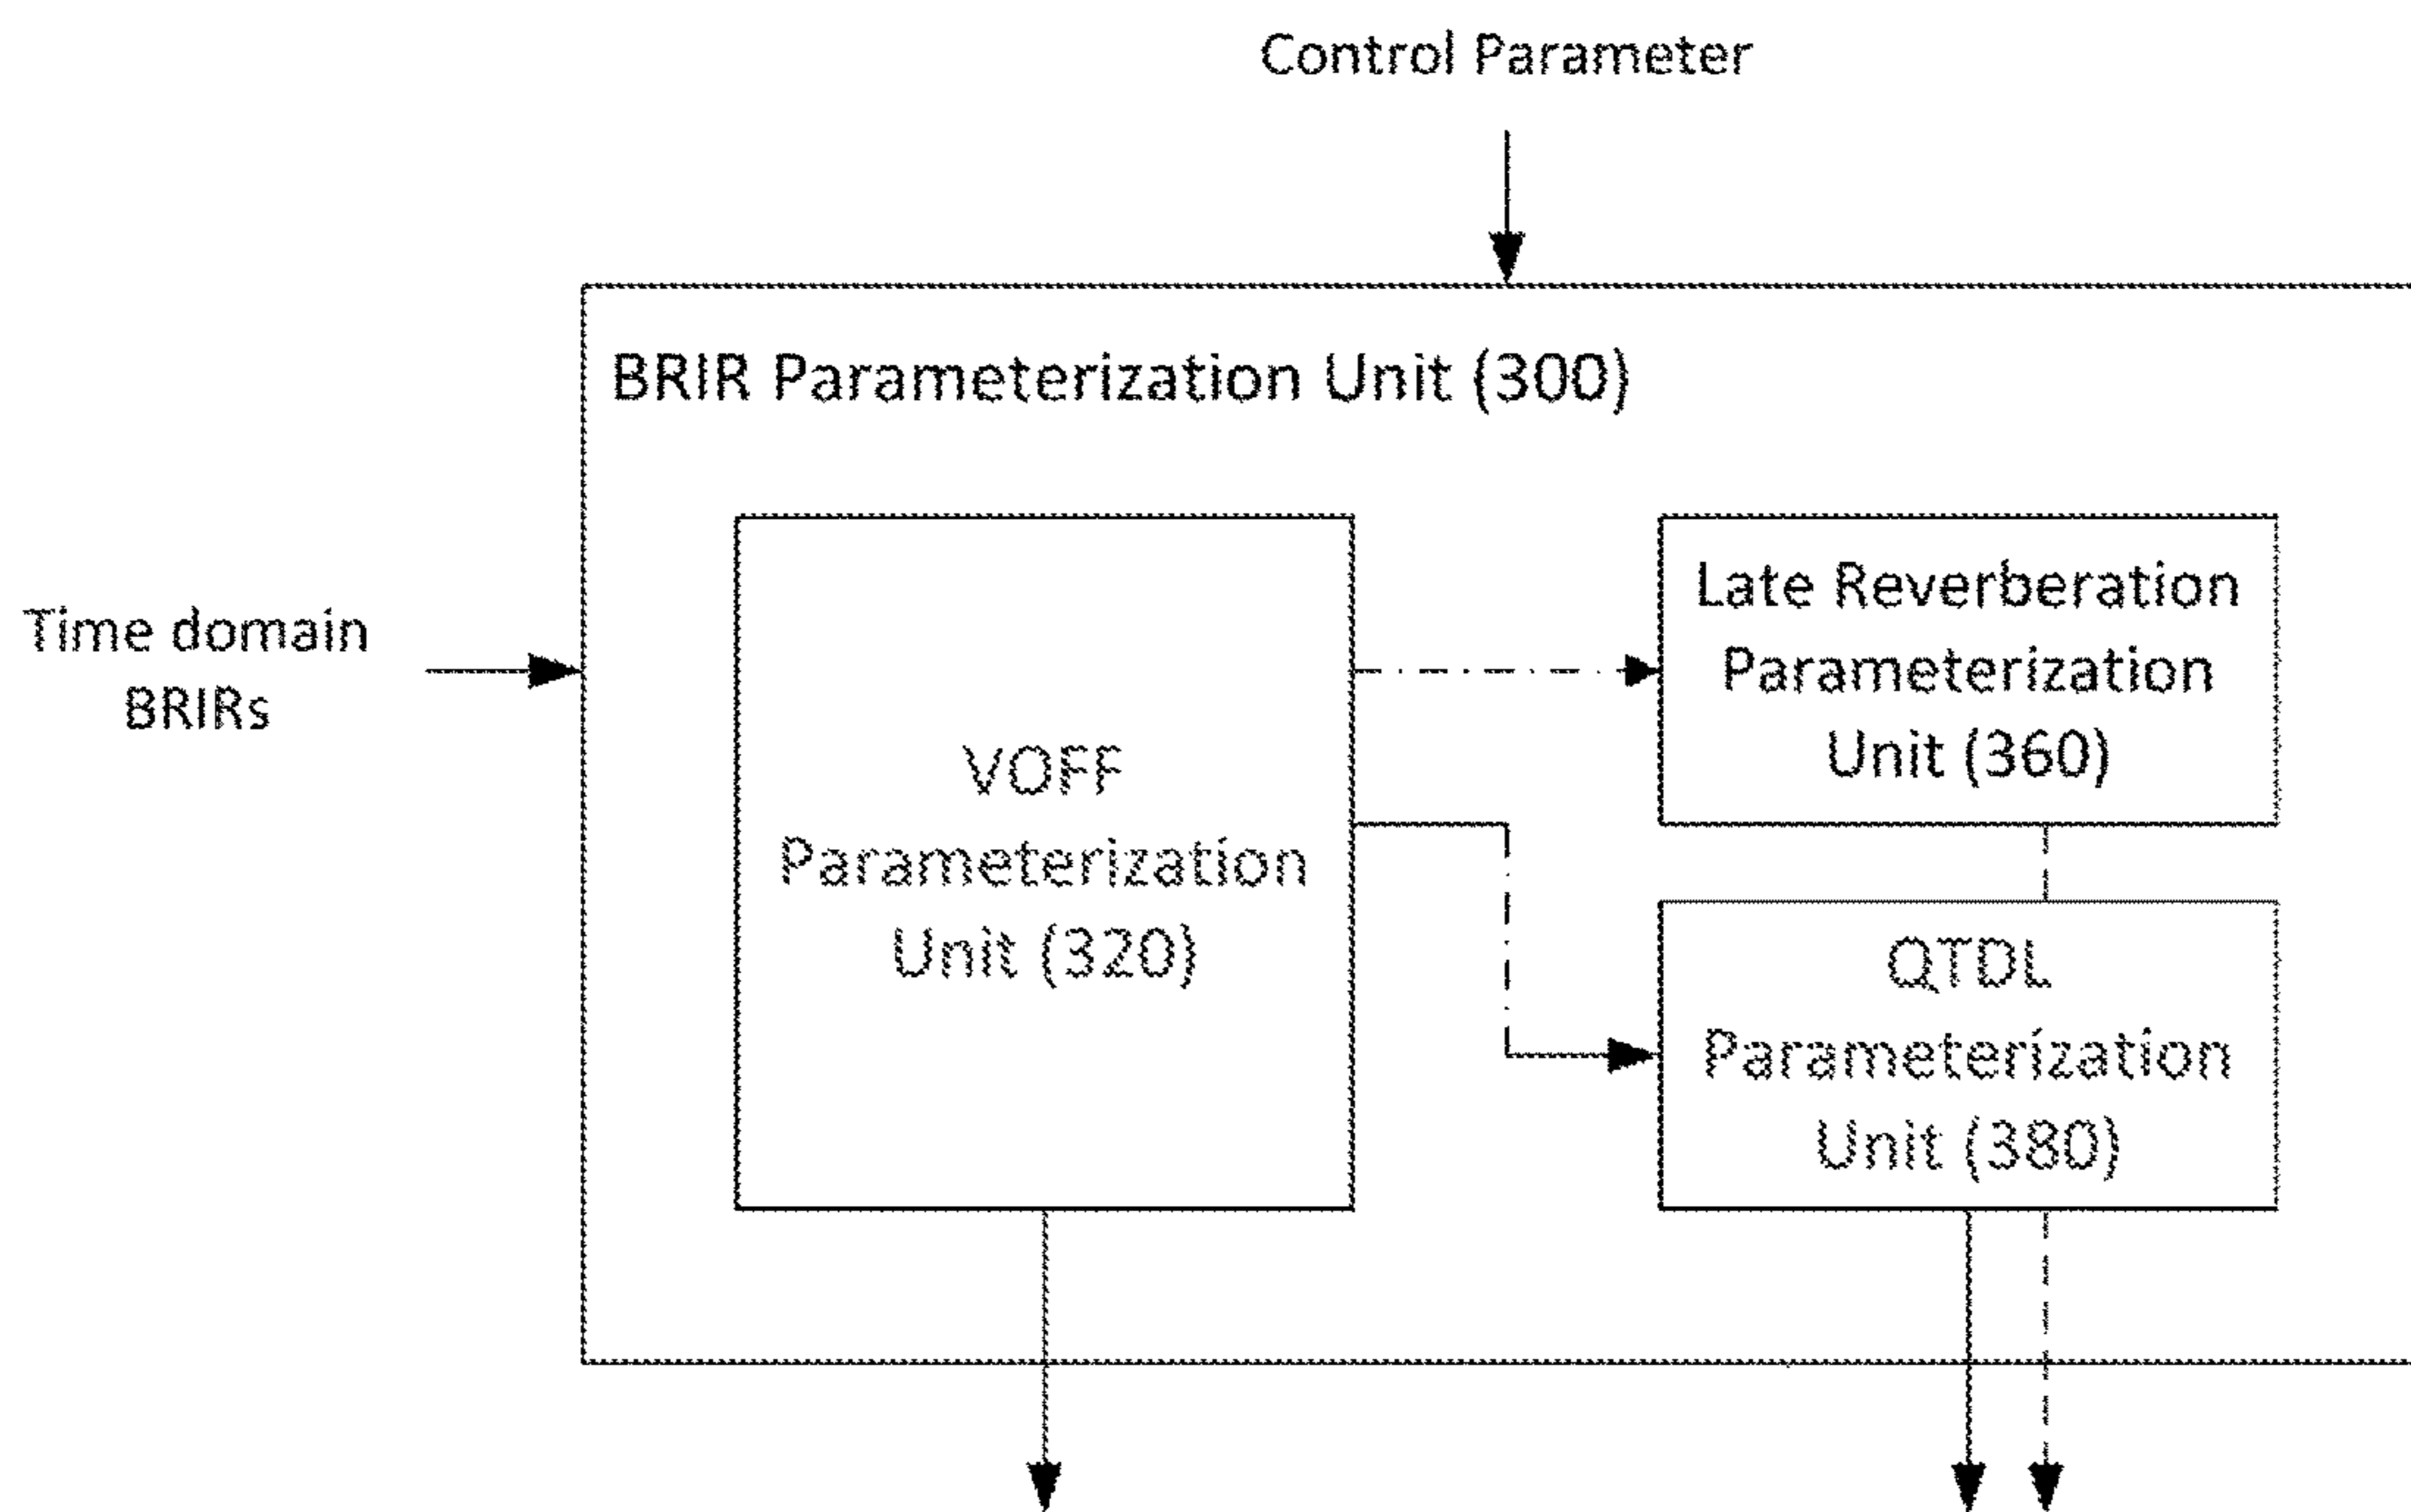 Control Parameter
BRIR Parameterization Unit (300)
Time domain
BRIRs
VOFF
Parameterization
Unit (320)
Late Reverberation
Parameterization
Unit (360)
QTDL
Parameterization
Unit (380)